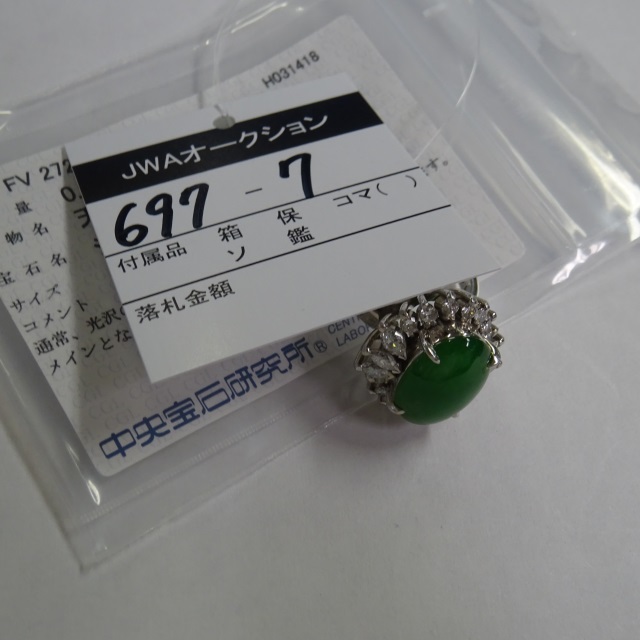 M031418
JWAオークション
697 - 7
付属品 箱 保 コマ( )
ソ 鑑
落札金額
FV 27
量 0.
物名
宝石名
サイズ
コメント
通常、光沢の
メインとな
中央宝石研究所® CENT
LABO